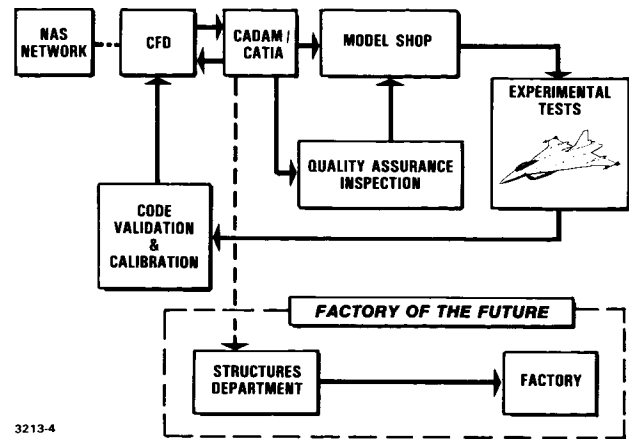 NAS
NETWORK
CFD
CADAM /
CATIA
MODEL SHOP
EXPERIMENTAL
TESTS
QUALITY ASSURANCE
INSPECTION
CODE
VALIDATION
&
CALIBRATION
FACTORY OF THE FUTURE
STRUCTURES
DEPARTMENT
FACTORY
3213-4